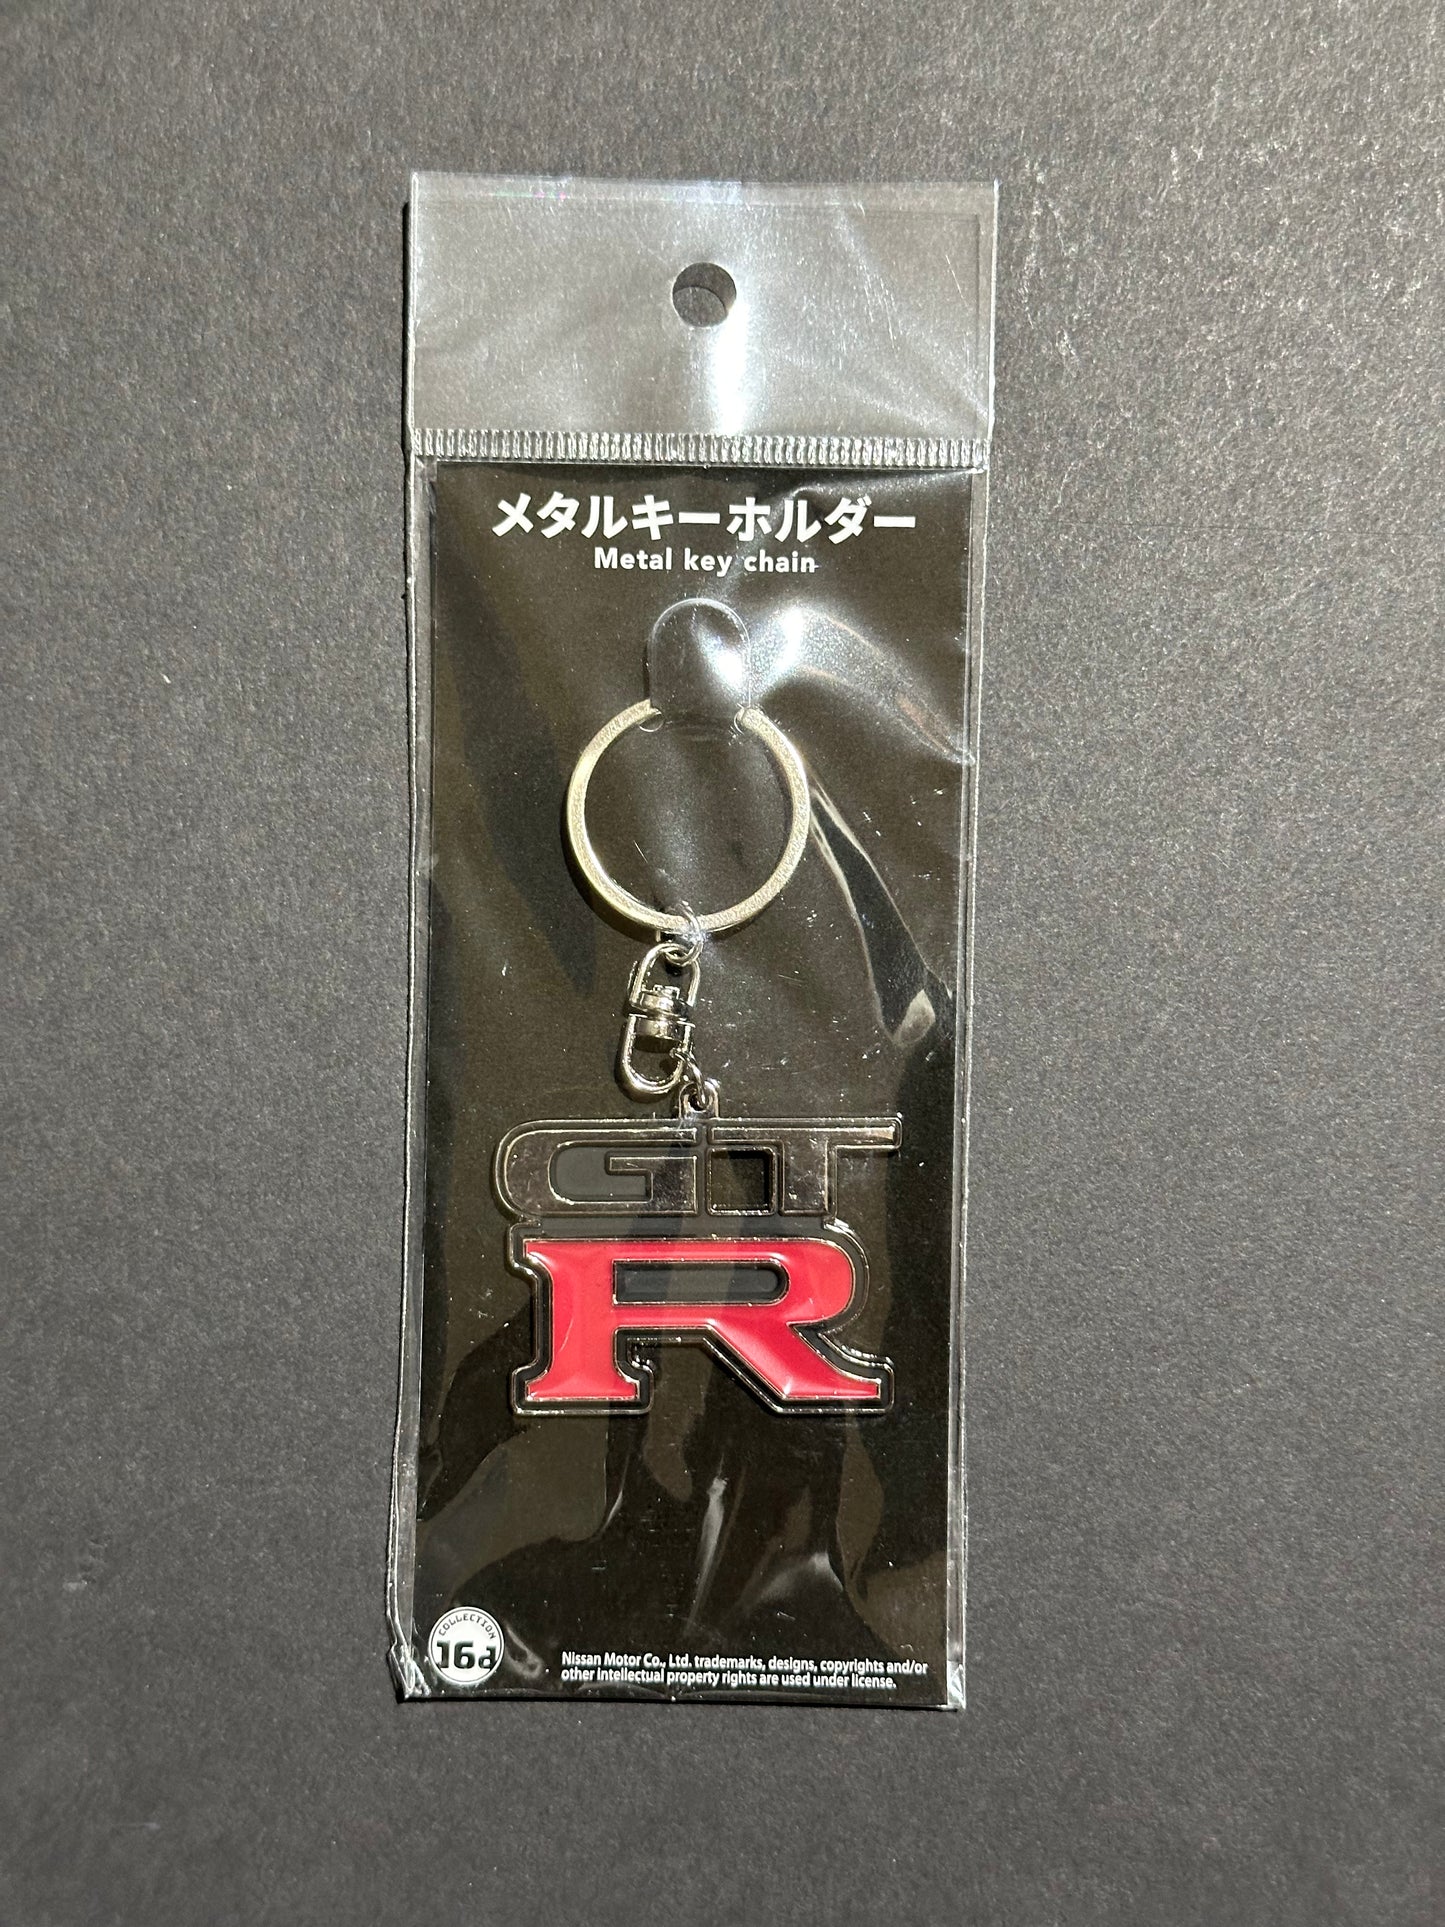 メタルキーホルダー
Metal key chain
GT
R
COLLECTION
16d
Nissan Motor Co., Ltd. trademarks, designs, copyrights and/or
other intellectual property rights are used under license.